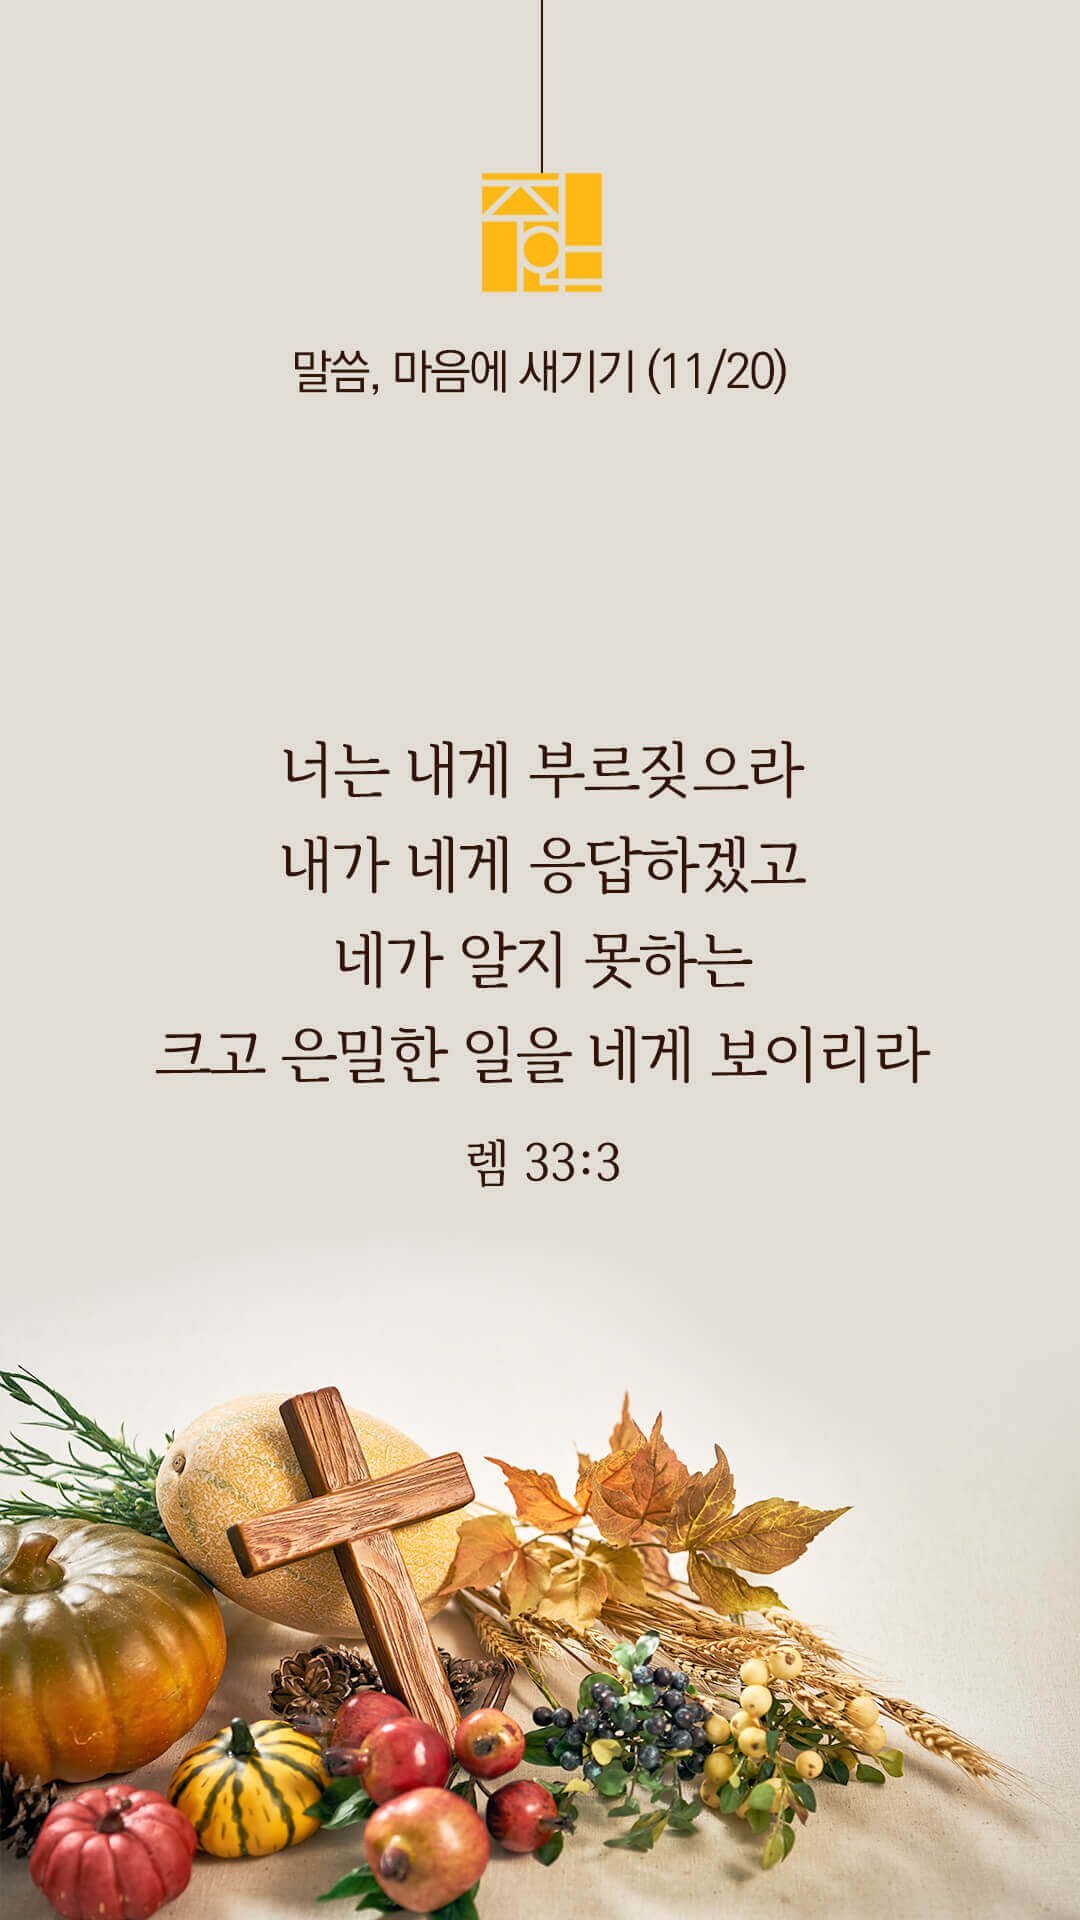 말씀, 마음에 새기기 (11/20)
너는 내게 부르짖으라
내가 네게 응답하겠고
네가 알지 못하는
크고 은밀한 일을 네게 보이리라
렘 33:3